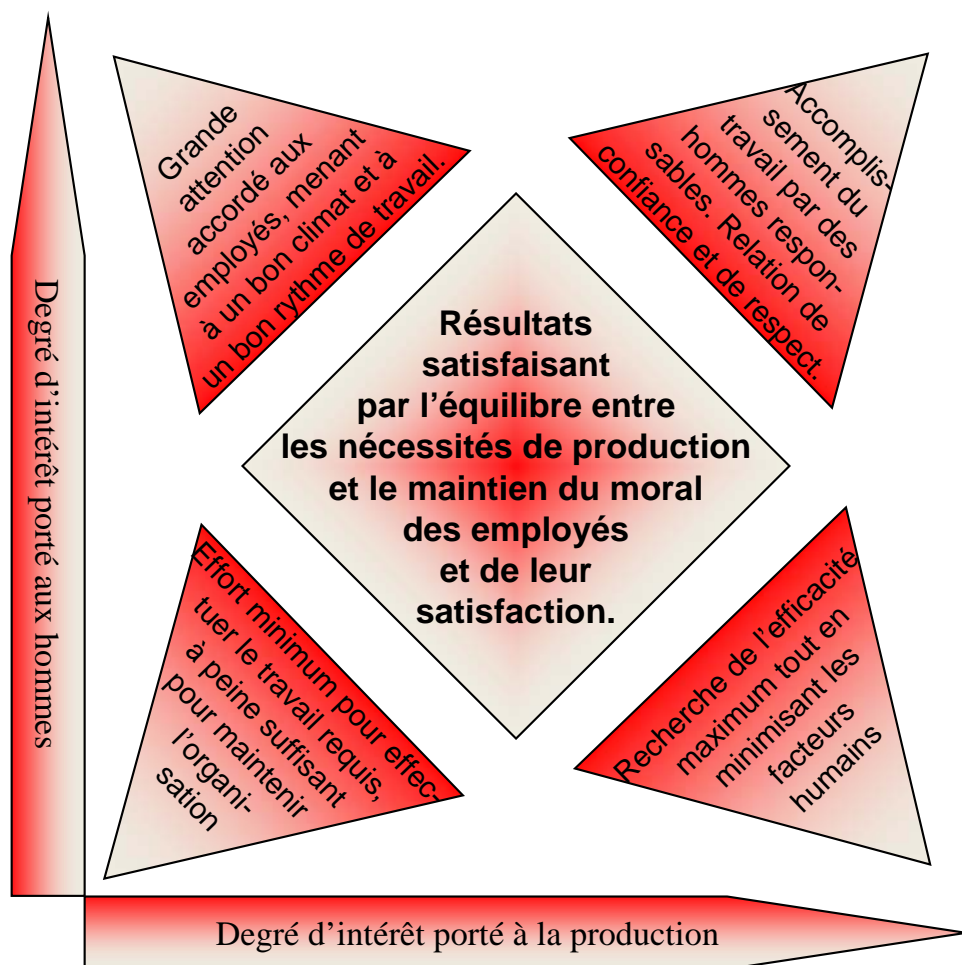 Grande
attention
accordé aux
employés, menant
à un bon climat et à
un bon rythme de travail.
Accomplis-
sement du
travail par des
hommes respon-
sables. Relation de
confiance et de respect.
Degré d’intérêt porté aux hommes
Résultats
satisfaisant
par l’équilibre entre
les nécessités de production
et le maintien du moral
des employés
et de leur
satisfaction.
Effort minimum pour effec-
tuer le travail requis,
à peine suffisant
pour maintenir
l’organi-
sation
Recherche de l’efficacité
maximum tout en
minimisant les
facteurs
humains
Degré d’intérêt porté à la production